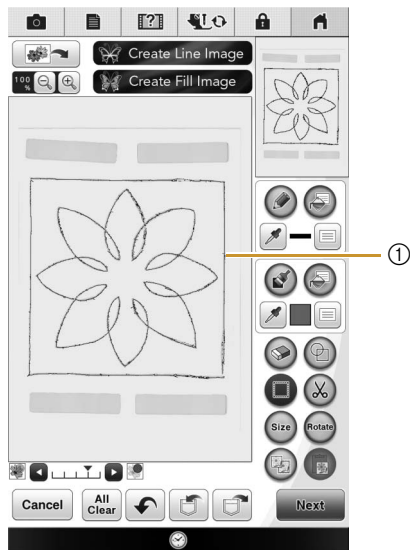 Create Line Image
100 %
Create Fill Image
①
Size
Rotate
Cancel
All
Clear
Next